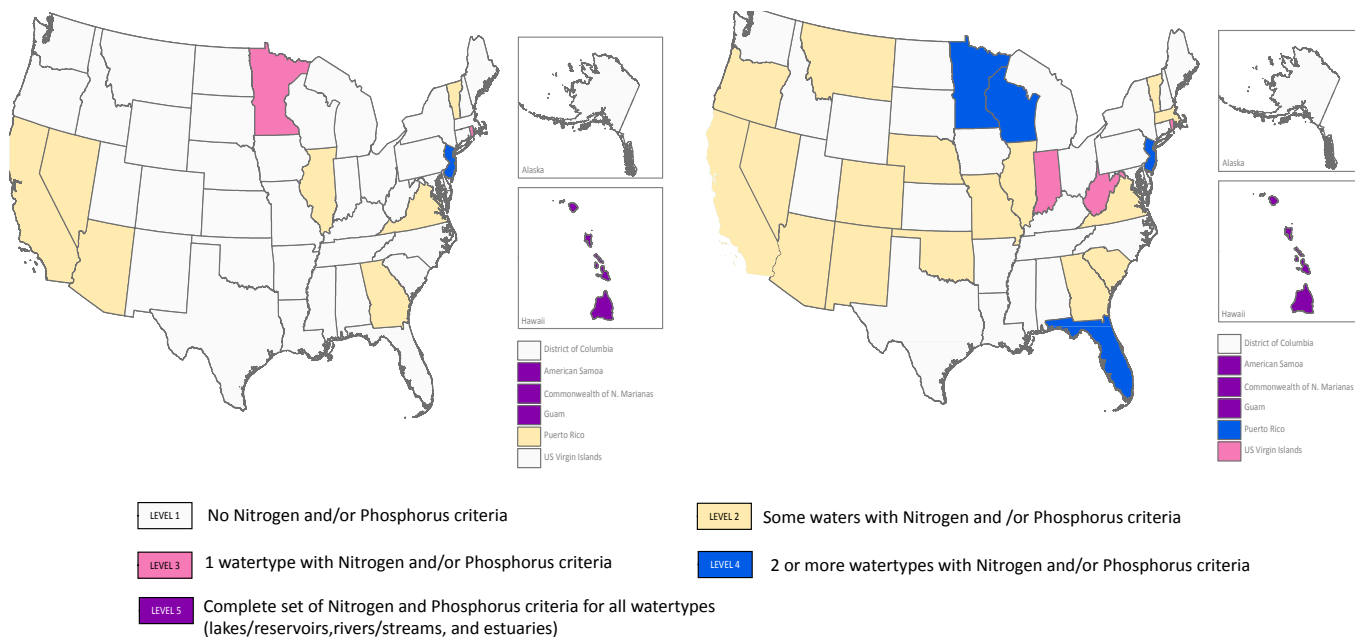 Alaska
Hawaii
District of Columbia
American Samoa
Commonwealth of N. Marianas
Guam
Puerto Rico
US Virgin Islands
Alaska
Hawaii
District of Columbia
American Samoa
Commonwealth of N. Marianas
Guam
Puerto Rico
US Virgin Islands
LEVEL 1 No Nitrogen and/or Phosphorus criteria
LEVEL 2 Some waters with Nitrogen and /or Phosphorus criteria
LEVEL 3 1 watertype with Nitrogen and/or Phosphorus criteria
LEVEL 4 2 or more watertypes with Nitrogen and/or Phosphorus criteria
LEVEL 5 Complete set of Nitrogen and Phosphorus criteria for all watertypes
(lakes/reservoirs,rivers/streams, and estuaries)